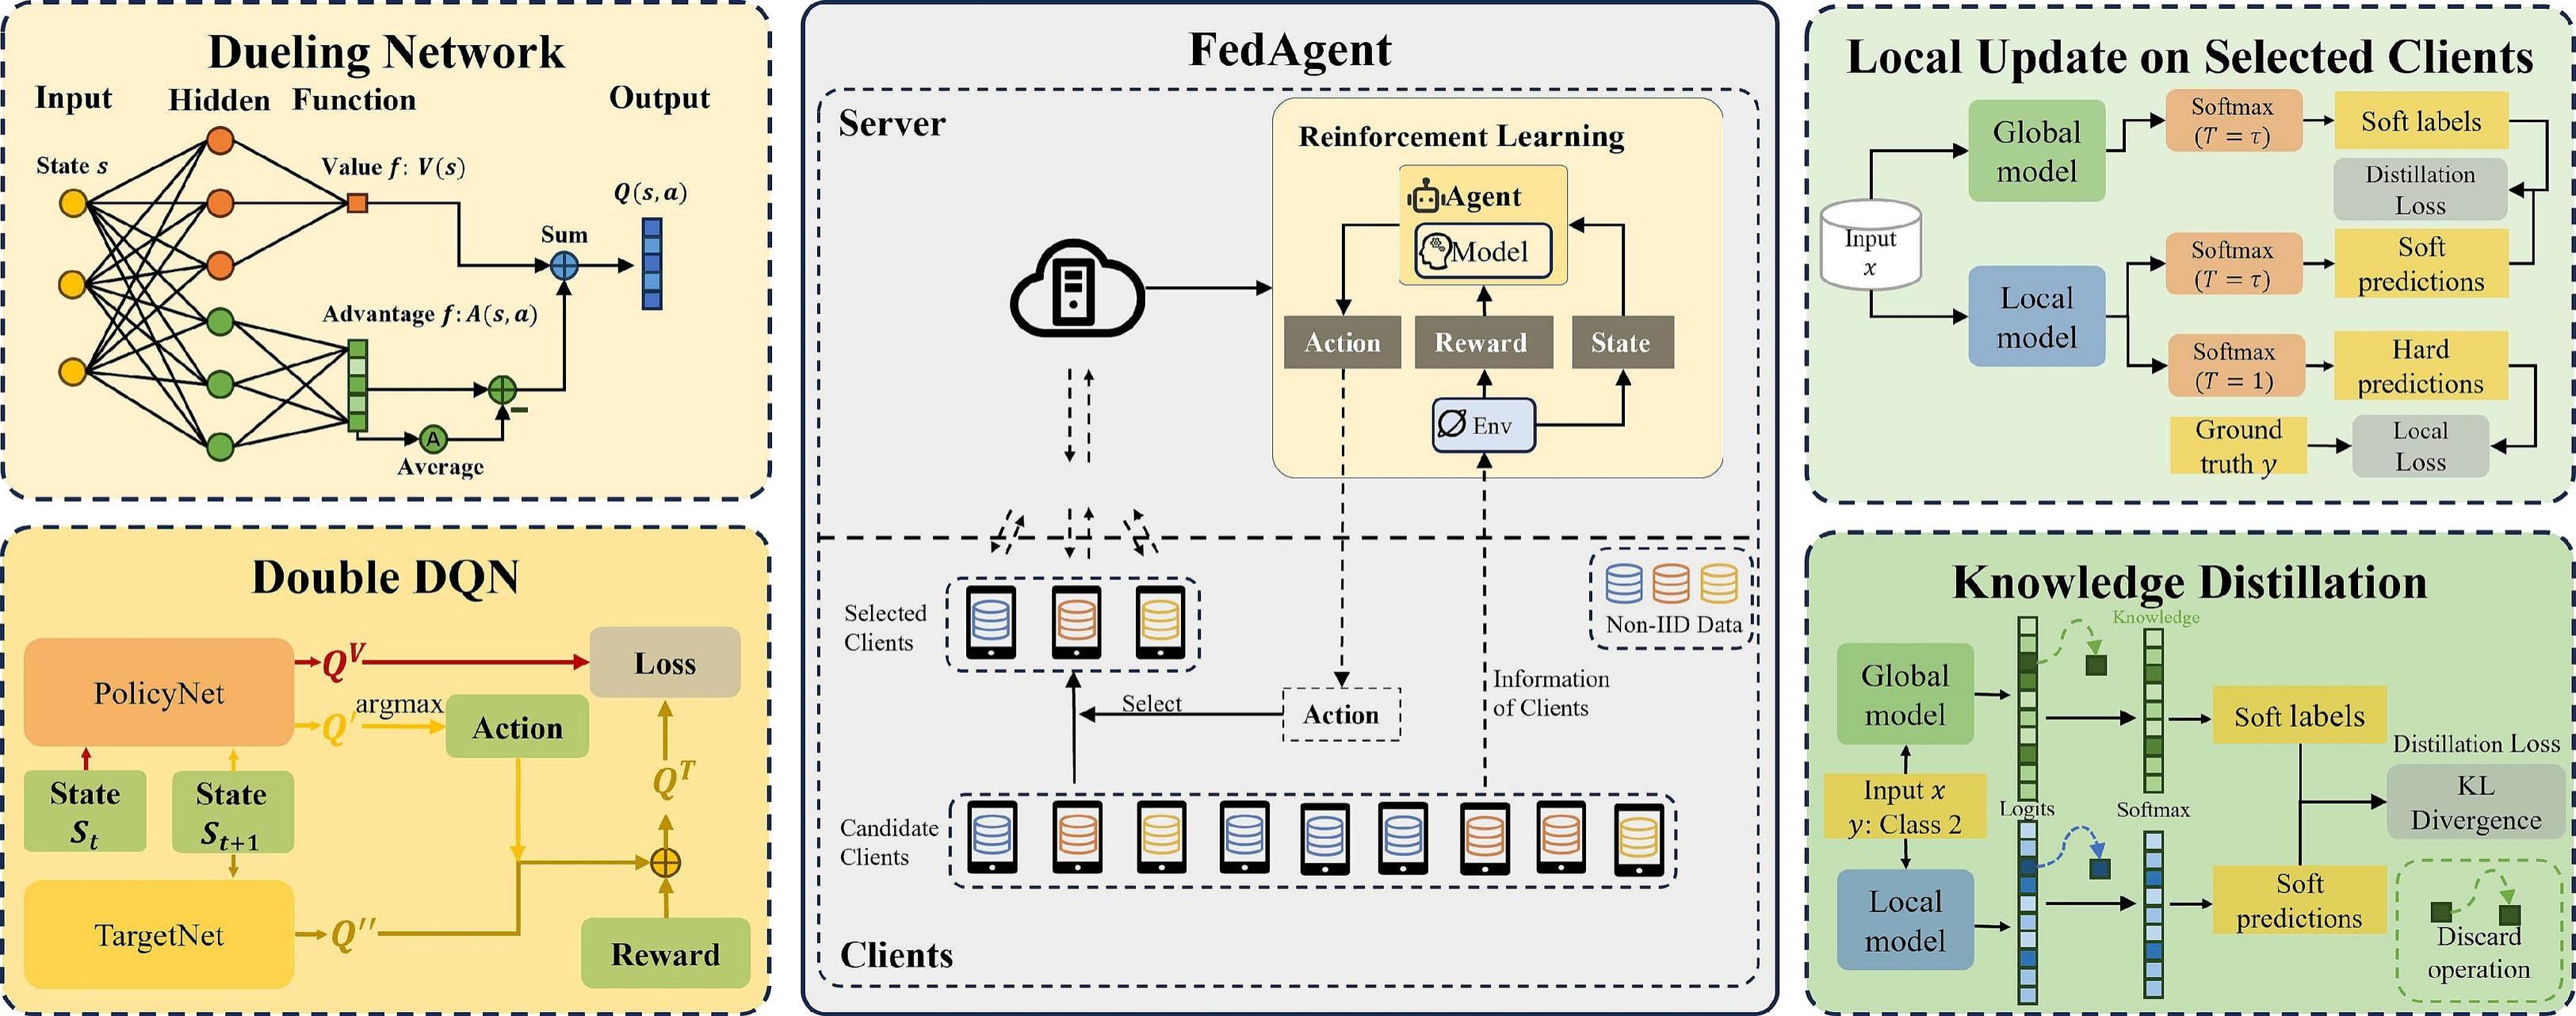 Dueling Network
Input Hidden Function Output
State s
Value f: V(s)
Q(s,a)
Sum
Advantage f: A(s,a)
−
A
Average
Double DQN
PolicyNet
Q^V
Loss
Q′
argmax
Action
State
S_t
State
S_{t+1}
Q^T
TargetNet
Q′′
Reward
FedAgent
Server
Reinforcement Learning
Agent
Model
Action
Reward
State
Env
Selected
Clients
Non-IID Data
Select
Action
Information
of Clients
Candidate
Clients
Clients
Local Update on Selected Clients
Global
model
Softmax
(T = τ)
Soft labels
Distillation
Loss
Input
x
Local
model
Softmax
(T = τ)
Soft
predictions
Softmax
(T = 1)
Hard
predictions
Ground
truth y
Local
Loss
Knowledge Distillation
Knowledge
Global
model
Soft labels
Distillation Loss
Input x
y: Class 2
Logits
Softmax
KL
Divergence
Local
model
Soft
predictions
Discard
operation